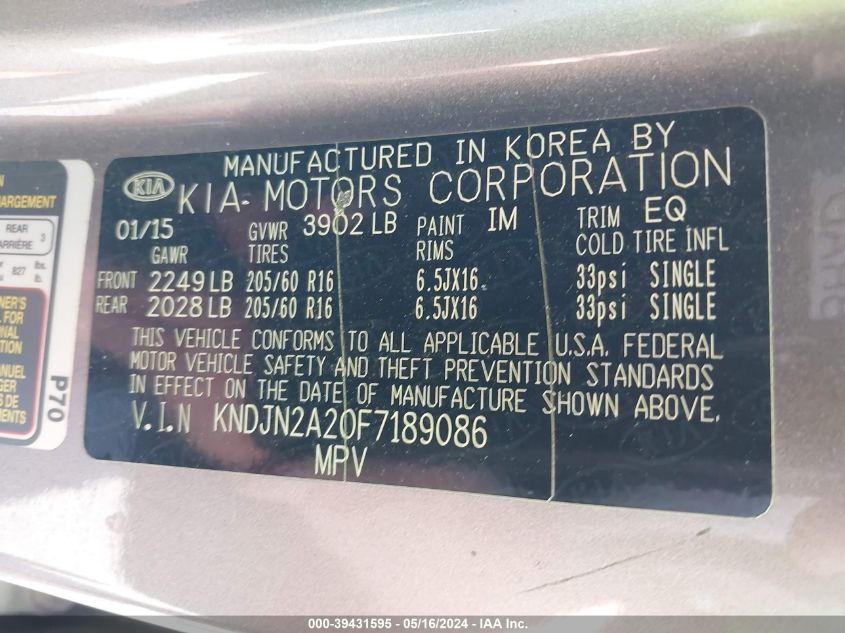 MANUFACTURED IN KOREA BY
KIA KIA MOTORS CORPORATION
01/15 GVWR 3902 LB PAINT IM TRIM EQ
GAWR TIRES RIMS COLD TIRE INFL
FRONT 2249 LB 205/60 R16 6.5JX16 33psi SINGLE
REAR 2028 LB 205/60 R16 6.5JX16 33psi SINGLE
THIS VEHICLE CONFORMS TO ALL APPLICABLE U.S.A. FEDERAL
MOTOR VEHICLE SAFETY AND THEFT PREVENTION STANDARDS
IN EFFECT ON THE DATE OF MANUFACTURE SHOWN ABOVE.
V.I.N KNDJN2A20F7189086
MPV
REAR 3
827 lbs.
P70
000-39431595 - 05/16/2024 - IAA Inc.